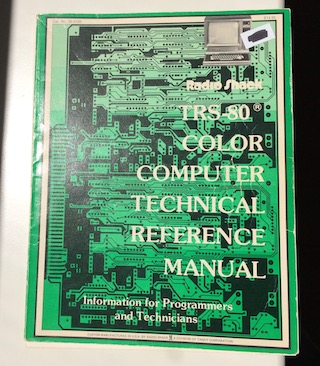 Radio Shack
TRS-80®
COLOR
COMPUTER
TECHNICAL
REFERENCE
MANUAL
Information for Programmers
and Technicians